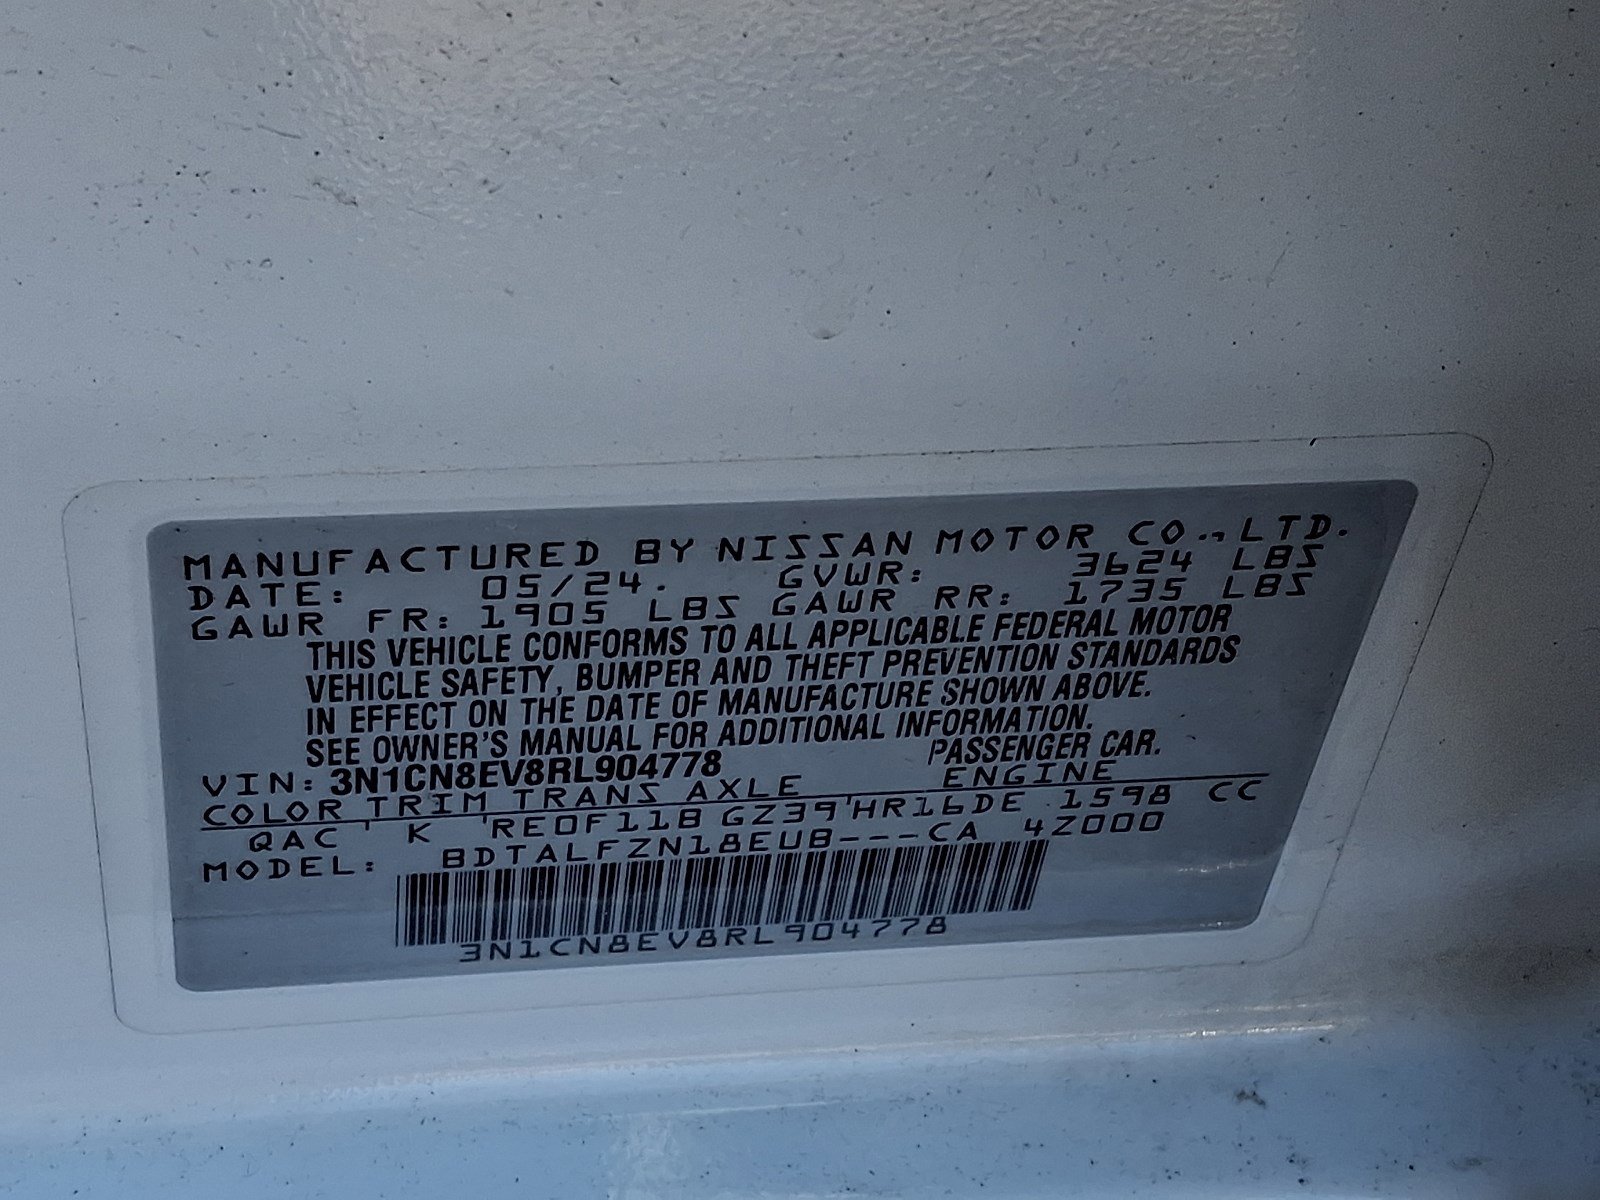 MANUFACTURED BY NISSAN MOTOR CO., LTD.
DATE: 05/24. GVWR: 3624 LBS
GAWR FR: 1905 LBS GAWR RR: 1735 LBS
THIS VEHICLE CONFORMS TO ALL APPLICABLE FEDERAL MOTOR
VEHICLE SAFETY, BUMPER AND THEFT PREVENTION STANDARDS
IN EFFECT ON THE DATE OF MANUFACTURE SHOWN ABOVE.
SEE OWNER'S MANUAL FOR ADDITIONAL INFORMATION.
VIN: 3N1CN8EV8RL904778 PASSENGER CAR.
COLOR TRIM TRANS AXLE ENGINE
QAC K RE0F11B GZ39 HR16DE 1598 CC
MODEL: BDTALFZN18EUB---CA 4Z000
3N1CN8EV8RL904778